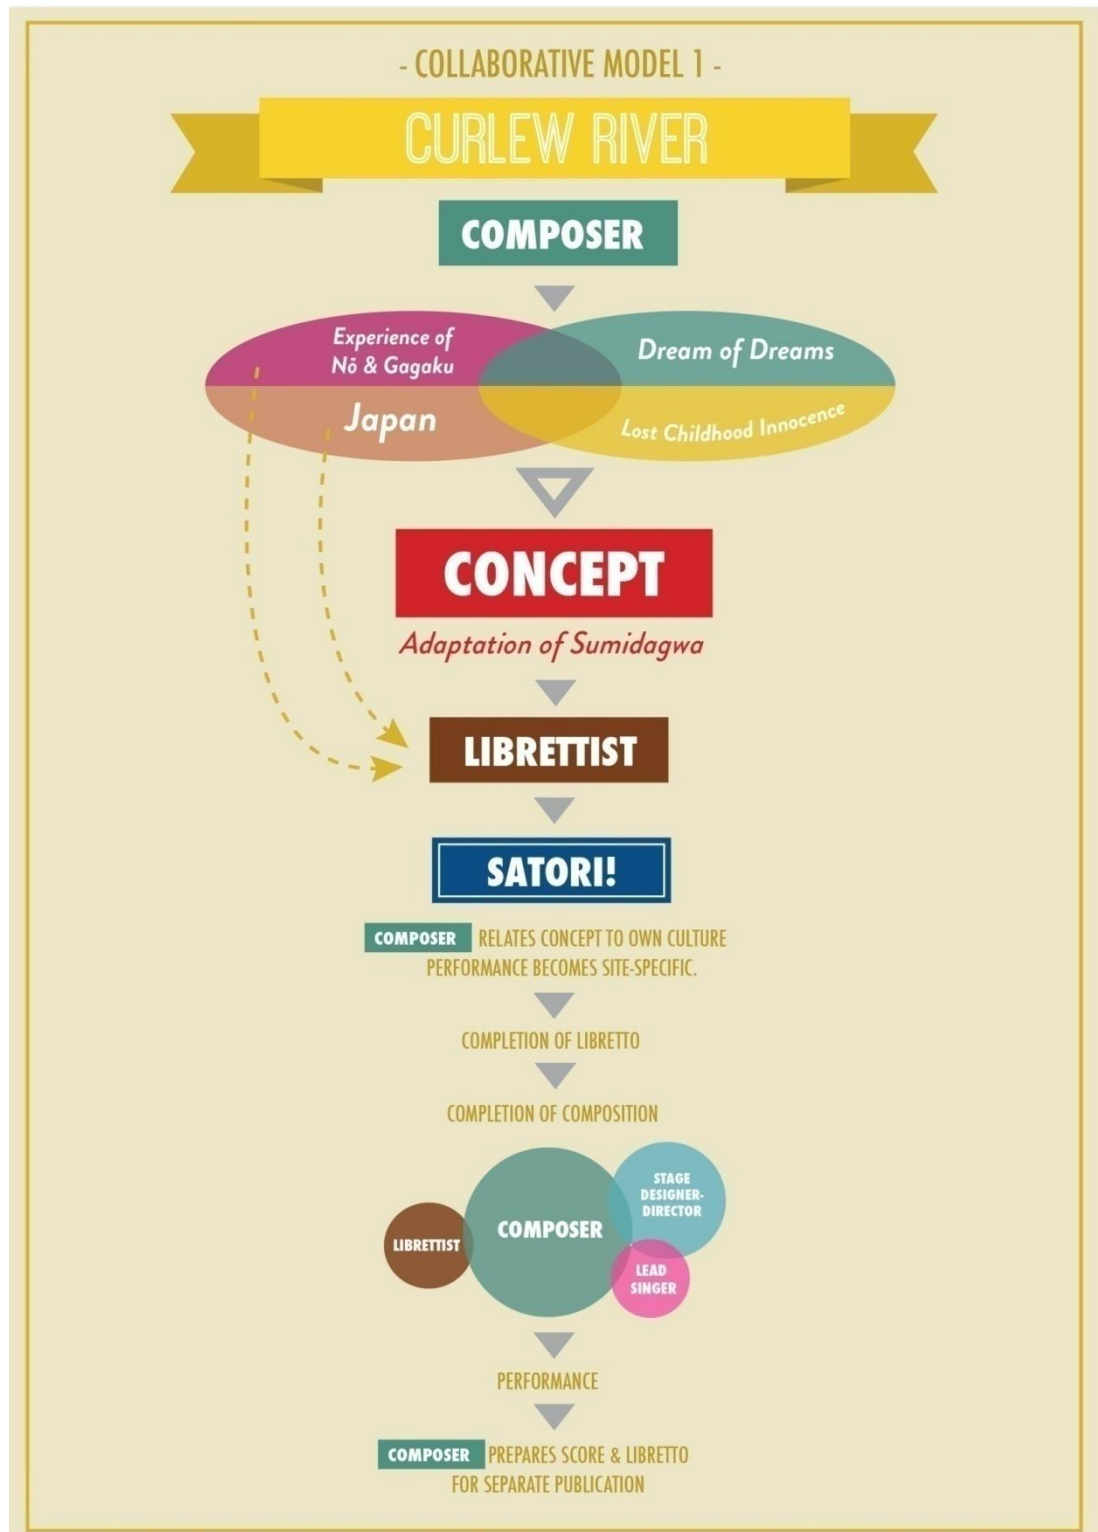 - COLLABORATIVE MODEL 1 -
CURLEW RIVER
COMPOSER
Experience of
Nō & Gagaku
Dream of Dreams
Japan
Lost Childhood Innocence
CONCEPT
Adaptation of Sumidagwa
LIBRETTIST
SATORI!
COMPOSER RELATES CONCEPT TO OWN CULTURE
PERFORMANCE BECOMES SITE-SPECIFIC.
COMPLETION OF LIBRETTO
COMPLETION OF COMPOSITION
STAGE
DESIGNER-
DIRECTOR
COMPOSER
LIBRETTIST
LEAD
SINGER
PERFORMANCE
COMPOSER PREPARES SCORE & LIBRETTO
FOR SEPARATE PUBLICATION